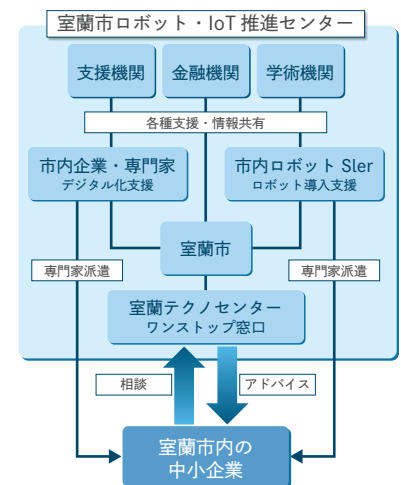 室蘭市ロボット・IoT 推進センター
支援機関
金融機関
学術機関
各種支援・情報共有
市内企業・専門家
デジタル化支援
市内ロボット SIer
ロボット導入支援
室蘭市
専門家派遣
専門家派遣
室蘭テクノセンター
ワンストップ窓口
相談
アドバイス
室蘭市内の
中小企業